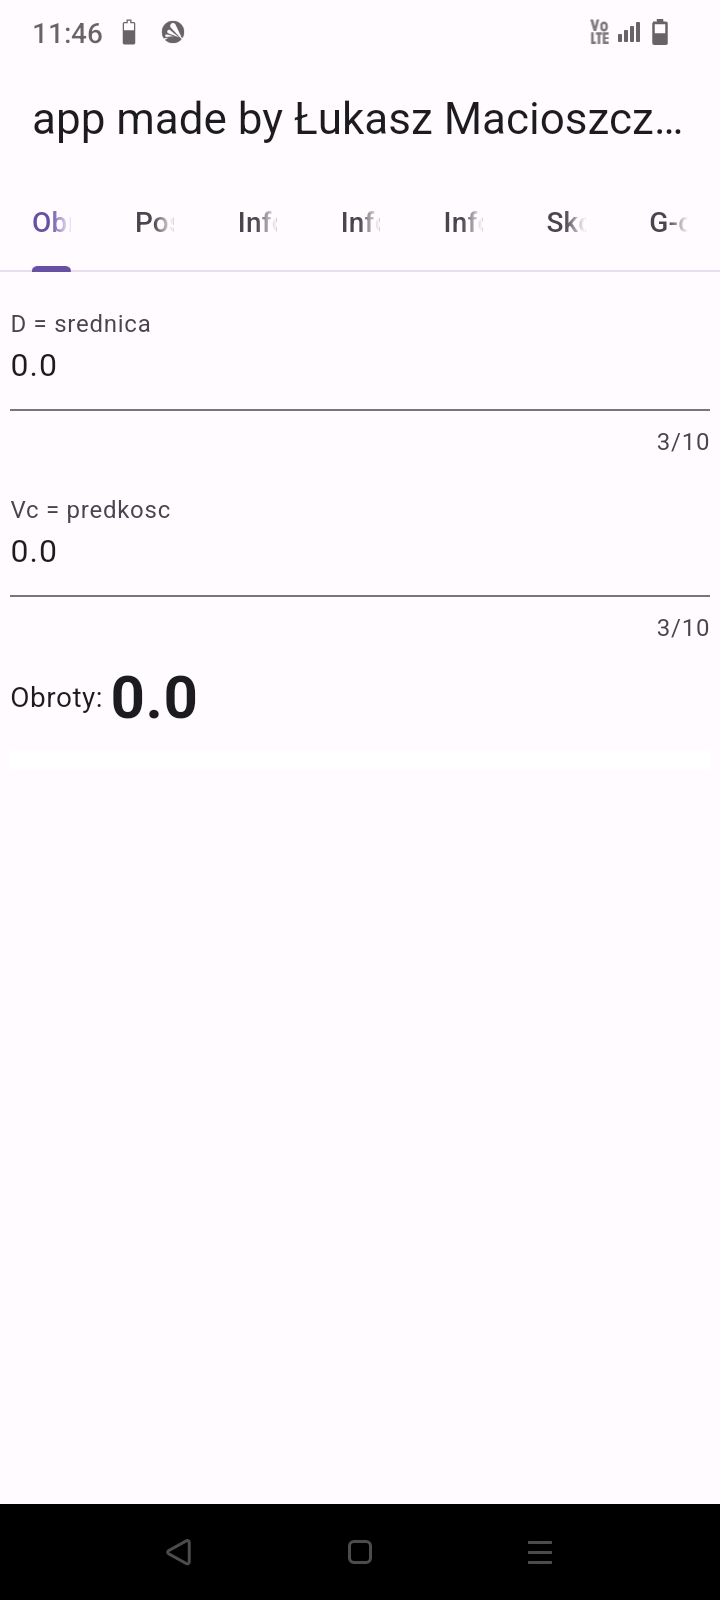 11:46 Vo LTE
app made by Łukasz Macioszcz…
Ob Po Inf Inf Inf Sk G-
D = srednica
0.0
3/10
Vc = predkosc
0.0
3/10
Obroty: 0.0